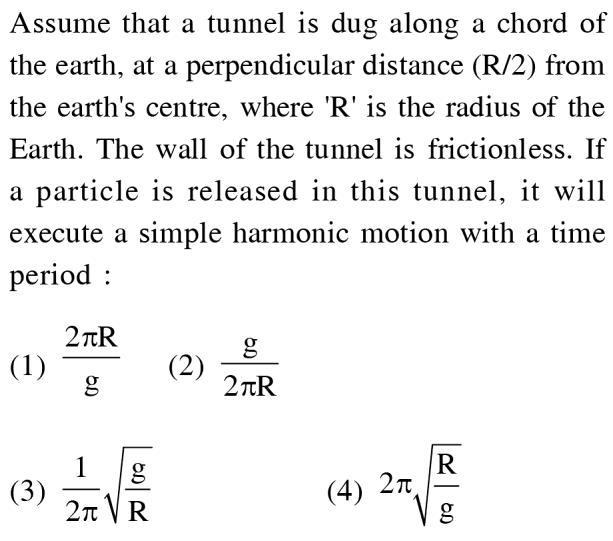 Assume that a tunnel is dug along a chord of
the earth, at a perpendicular distance (R/2) from
the earth's centre, where 'R' is the radius of the
Earth. The wall of the tunnel is frictionless. If
a particle is released in this tunnel, it will
execute a simple harmonic motion with a time
period :
(1) 2πR/g (2) g/2πR
(3) 1/2π √g/R (4) 2π√R/g